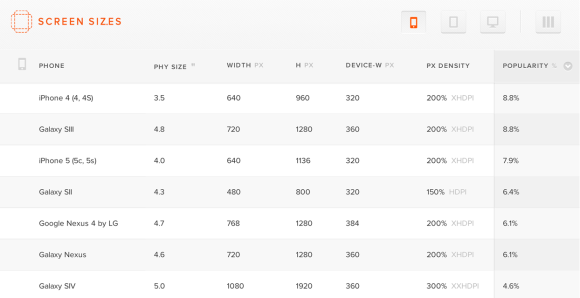 SCREEN SIZES
PHONE PHY SIZE WIDTH PX H PX DEVICE-W PX PX DENSITY POPULARITY %
iPhone 4 (4, 4S) 3.5 640 960 320 200% XHDPI 8.8%
Galaxy SIII 4.8 720 1280 360 200% XHDPI 8.8%
iPhone 5 (5c, 5s) 4.0 640 1136 320 200% XHDPI 7.9%
Galaxy SII 4.3 480 800 320 150% HDPI 6.4%
Google Nexus 4 by LG 4.7 768 1280 384 200% XHDPI 6.1%
Galaxy Nexus 4.6 720 1280 360 200% XHDPI 6.1%
Galaxy SIV 5.0 1080 1920 360 300% XXHDPI 4.6%